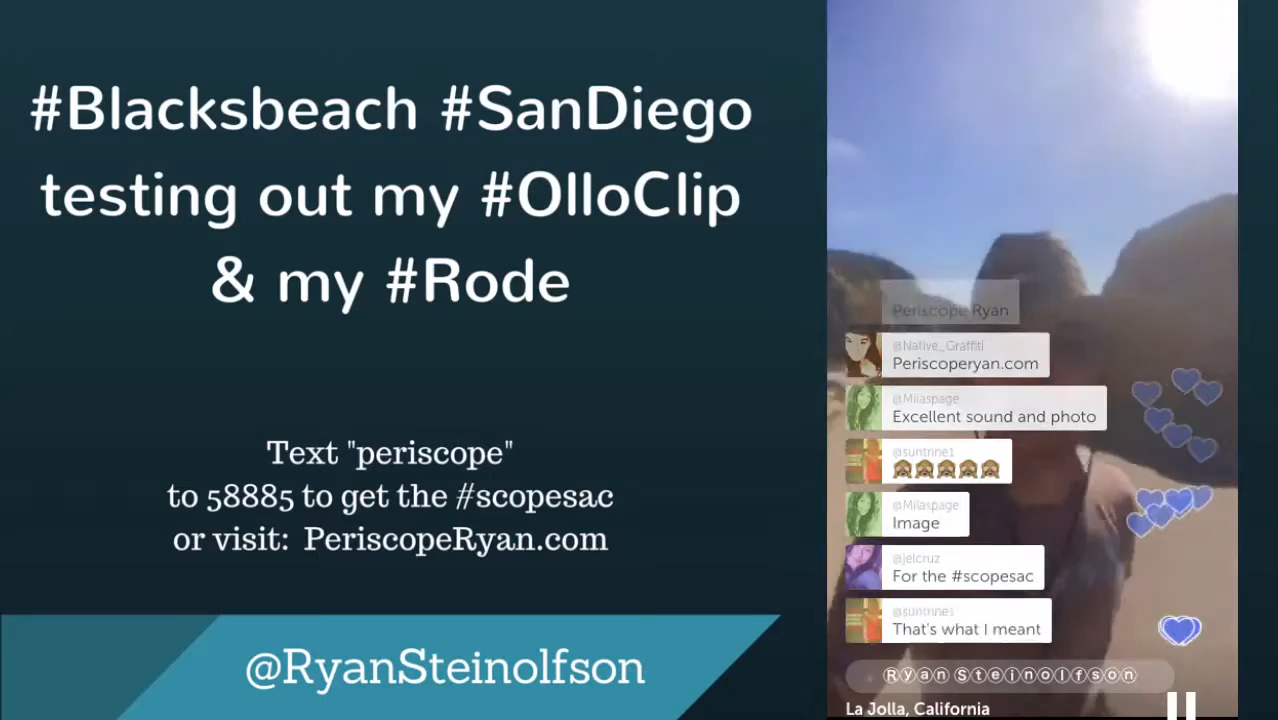 #Blacksbeach #SanDiego
testing out my #OlloClip
& my #Rode
Text "periscope"
to 58885 to get the #scopesac
or visit: PeriscopeRyan.com
@RyanSteinolfson
Periscope Ryan
@Native_Graffiti
Periscoperyan.com
@Milaspage
Excellent sound and photo
@suntrine1
🙈🙈🙈🙈🙈
@Milaspage
Image
@jelcruz
For the #scopesac
@suntrine1
That's what I meant
Ⓡⓨⓐⓝ Ⓢⓣⓔⓘⓝⓞⓛⓕⓢⓞⓝ
La Jolla, California